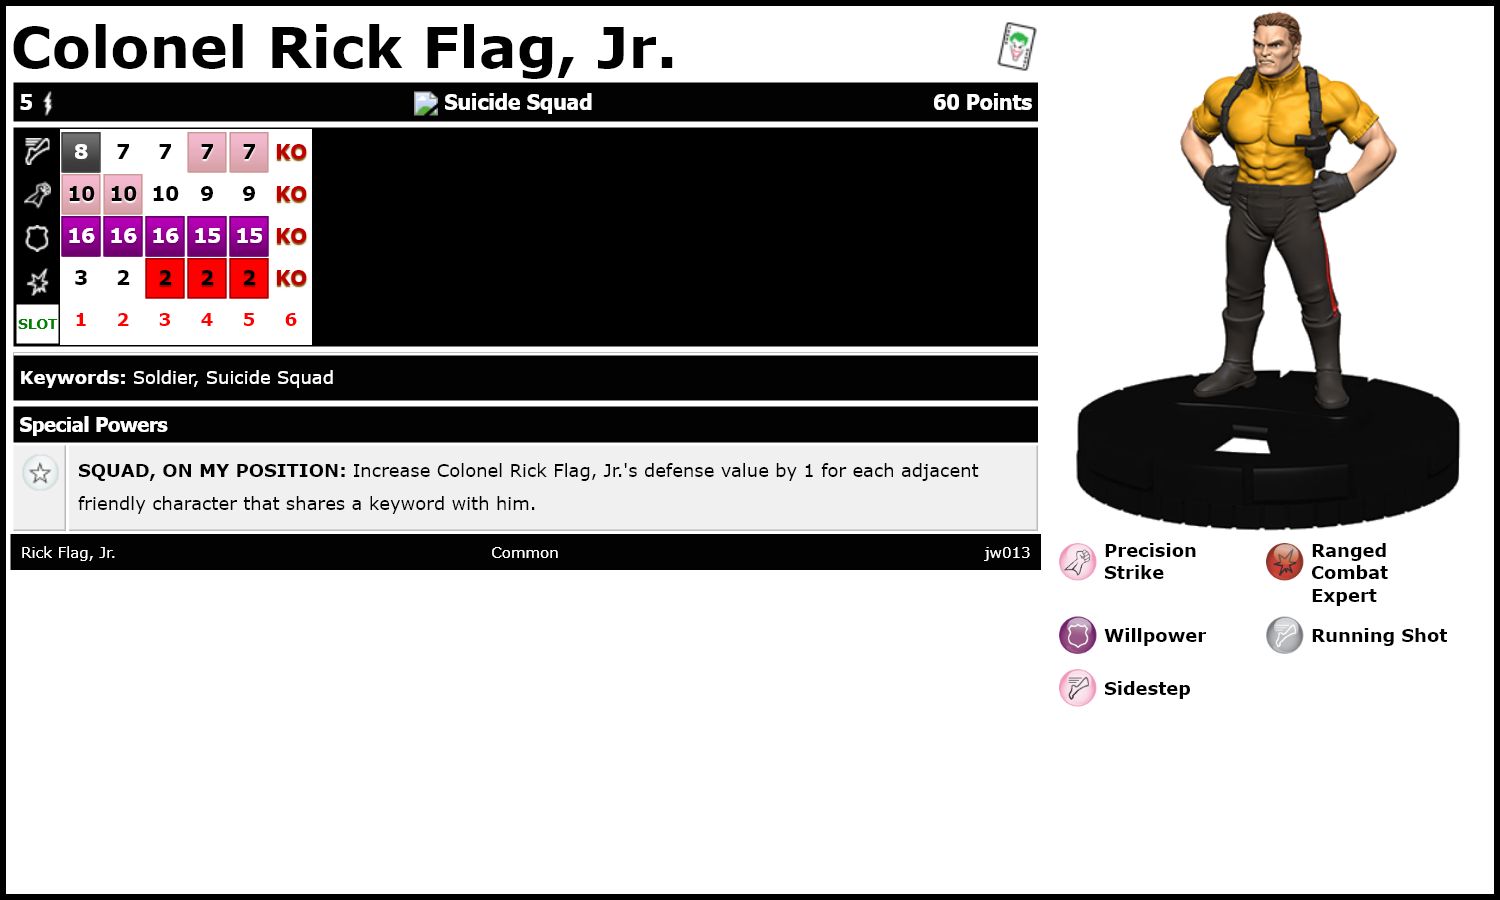 Colonel Rick Flag, Jr.
5 Suicide Squad 60 Points
8 7 7 7 7 KO
10 10 10 9 9 KO
16 16 16 15 15 KO
3 2 2 2 2 KO
SLOT 1 2 3 4 5 6
Keywords: Soldier, Suicide Squad
Special Powers
SQUAD, ON MY POSITION: Increase Colonel Rick Flag, Jr.'s defense value by 1 for each adjacent
friendly character that shares a keyword with him.
Rick Flag, Jr. Common jw013
Precision
Strike
Ranged
Combat
Expert
Willpower
Running Shot
Sidestep